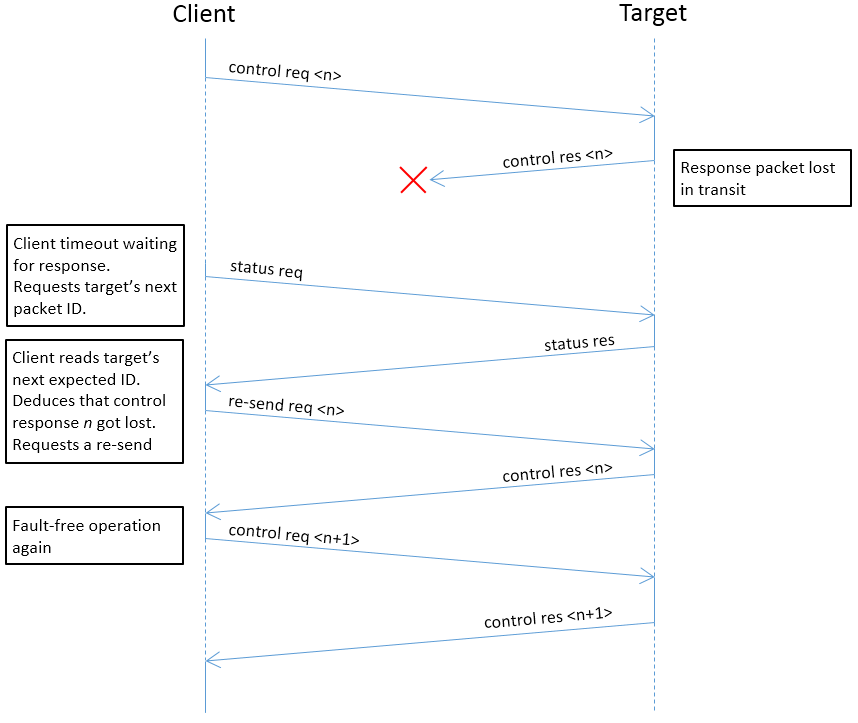 Client
Target
control req <n>
control res <n>
Response packet lost
in transit
Client timeout waiting
for response.
Requests target’s next
packet ID.
status req
status res
Client reads target’s
next expected ID.
Deduces that control
response n got lost.
Requests a re-send
re-send req <n>
control res <n>
Fault-free operation
again
control req <n+1>
control res <n+1>